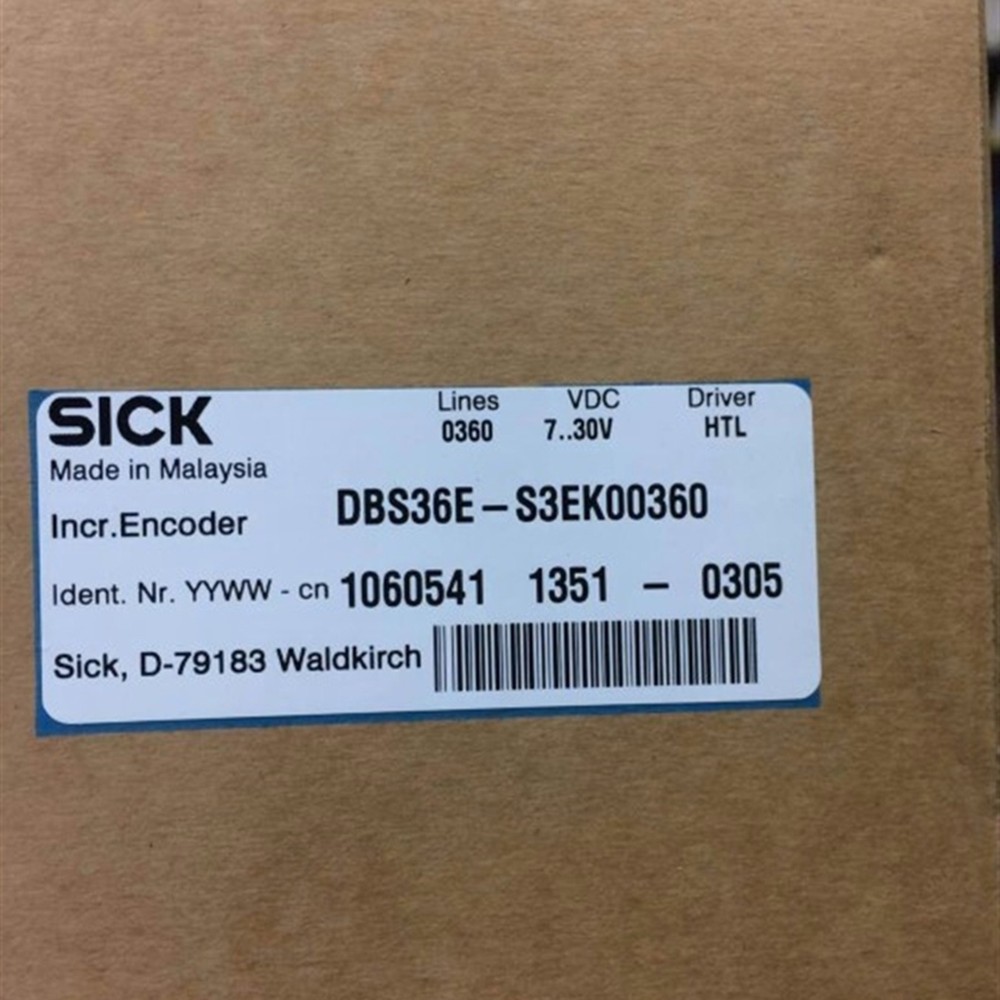 SICK
Lines VDC Driver
0360 7..30V HTL
Made in Malaysia
Incr.Encoder DBS36E – S3EK00360
Ident. Nr. YYWW - cn 1060541 1351 – 0305
Sick, D-79183 Waldkirch